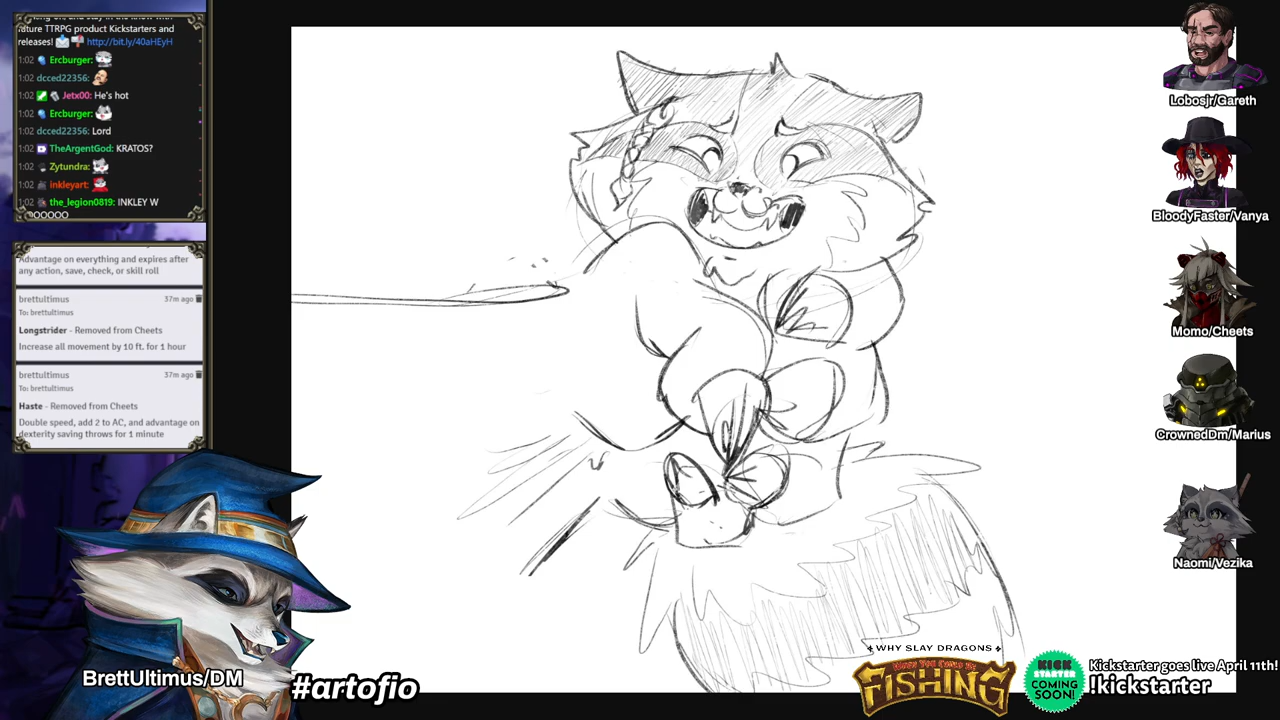 future TTRPG product Kickstarters and
releases! http://bit.ly/40aHEyH
1:02 Ercburger:
1:02 dcced22356:
1:02 Jetx00: He's hot
1:02 Ercburger:
1:02 dcced22356: Lord
1:02 TheArgentGod: KRATOS?
1:02 Zytundra:
1:02 inkleyart:
1:02 the_legion0819: INKLEY W
OOOOOO
Advantage on everything and expires after
any action, save, check, or skill roll
brettultimus 37m ago
To: brettultimus
Longstrider - Removed from Cheets
Increase all movement by 10 ft. for 1 hour
brettultimus 37m ago
To: brettultimus
Haste - Removed from Cheets
Double speed, add 2 to AC, and advantage on
dexterity saving throws for 1 minute
BrettUltimus/DM
#artofio
Lobosjr/Gareth
BloodyFaster/Vanya
Momo/Cheets
CrownedDm/Marius
Naomi/Vezika
WHY SLAY DRAGONS
WHEN YOU COULD BE
FISHING
KICK
STARTER
COMING
SOON!
Kickstarter goes live April 11th!
!kickstarter